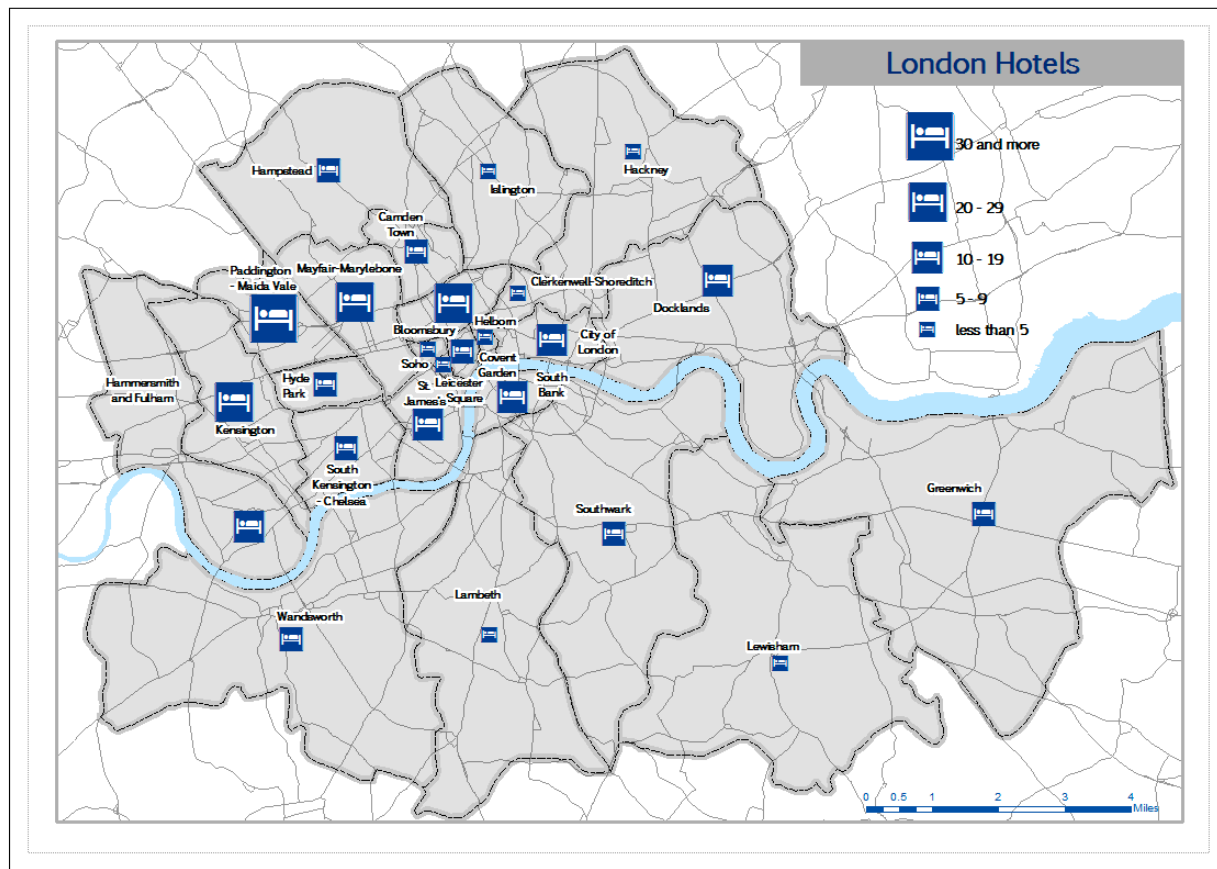 London Hotels
30 and more
20 - 29
10 - 19
5 - 9
less than 5
Hampstead
Islington
Hackney
Camden
Town
Paddington
- Maida Vale
Mayfair-Marylebone
Clerkenwell-Shoreditch
Docklands
Bloomsbury
Holborn
City of
London
Soho
Covent
Garden
Hyde
Park
St.
James's
Leicester
Square
South
Bank
Hammersmith
and Fulham
Kensington
South
Kensington
- Chelsea
Greenwich
Southwark
Lambeth
Wandsworth
Lewisham
0 0.5 1 2 3 4
Miles